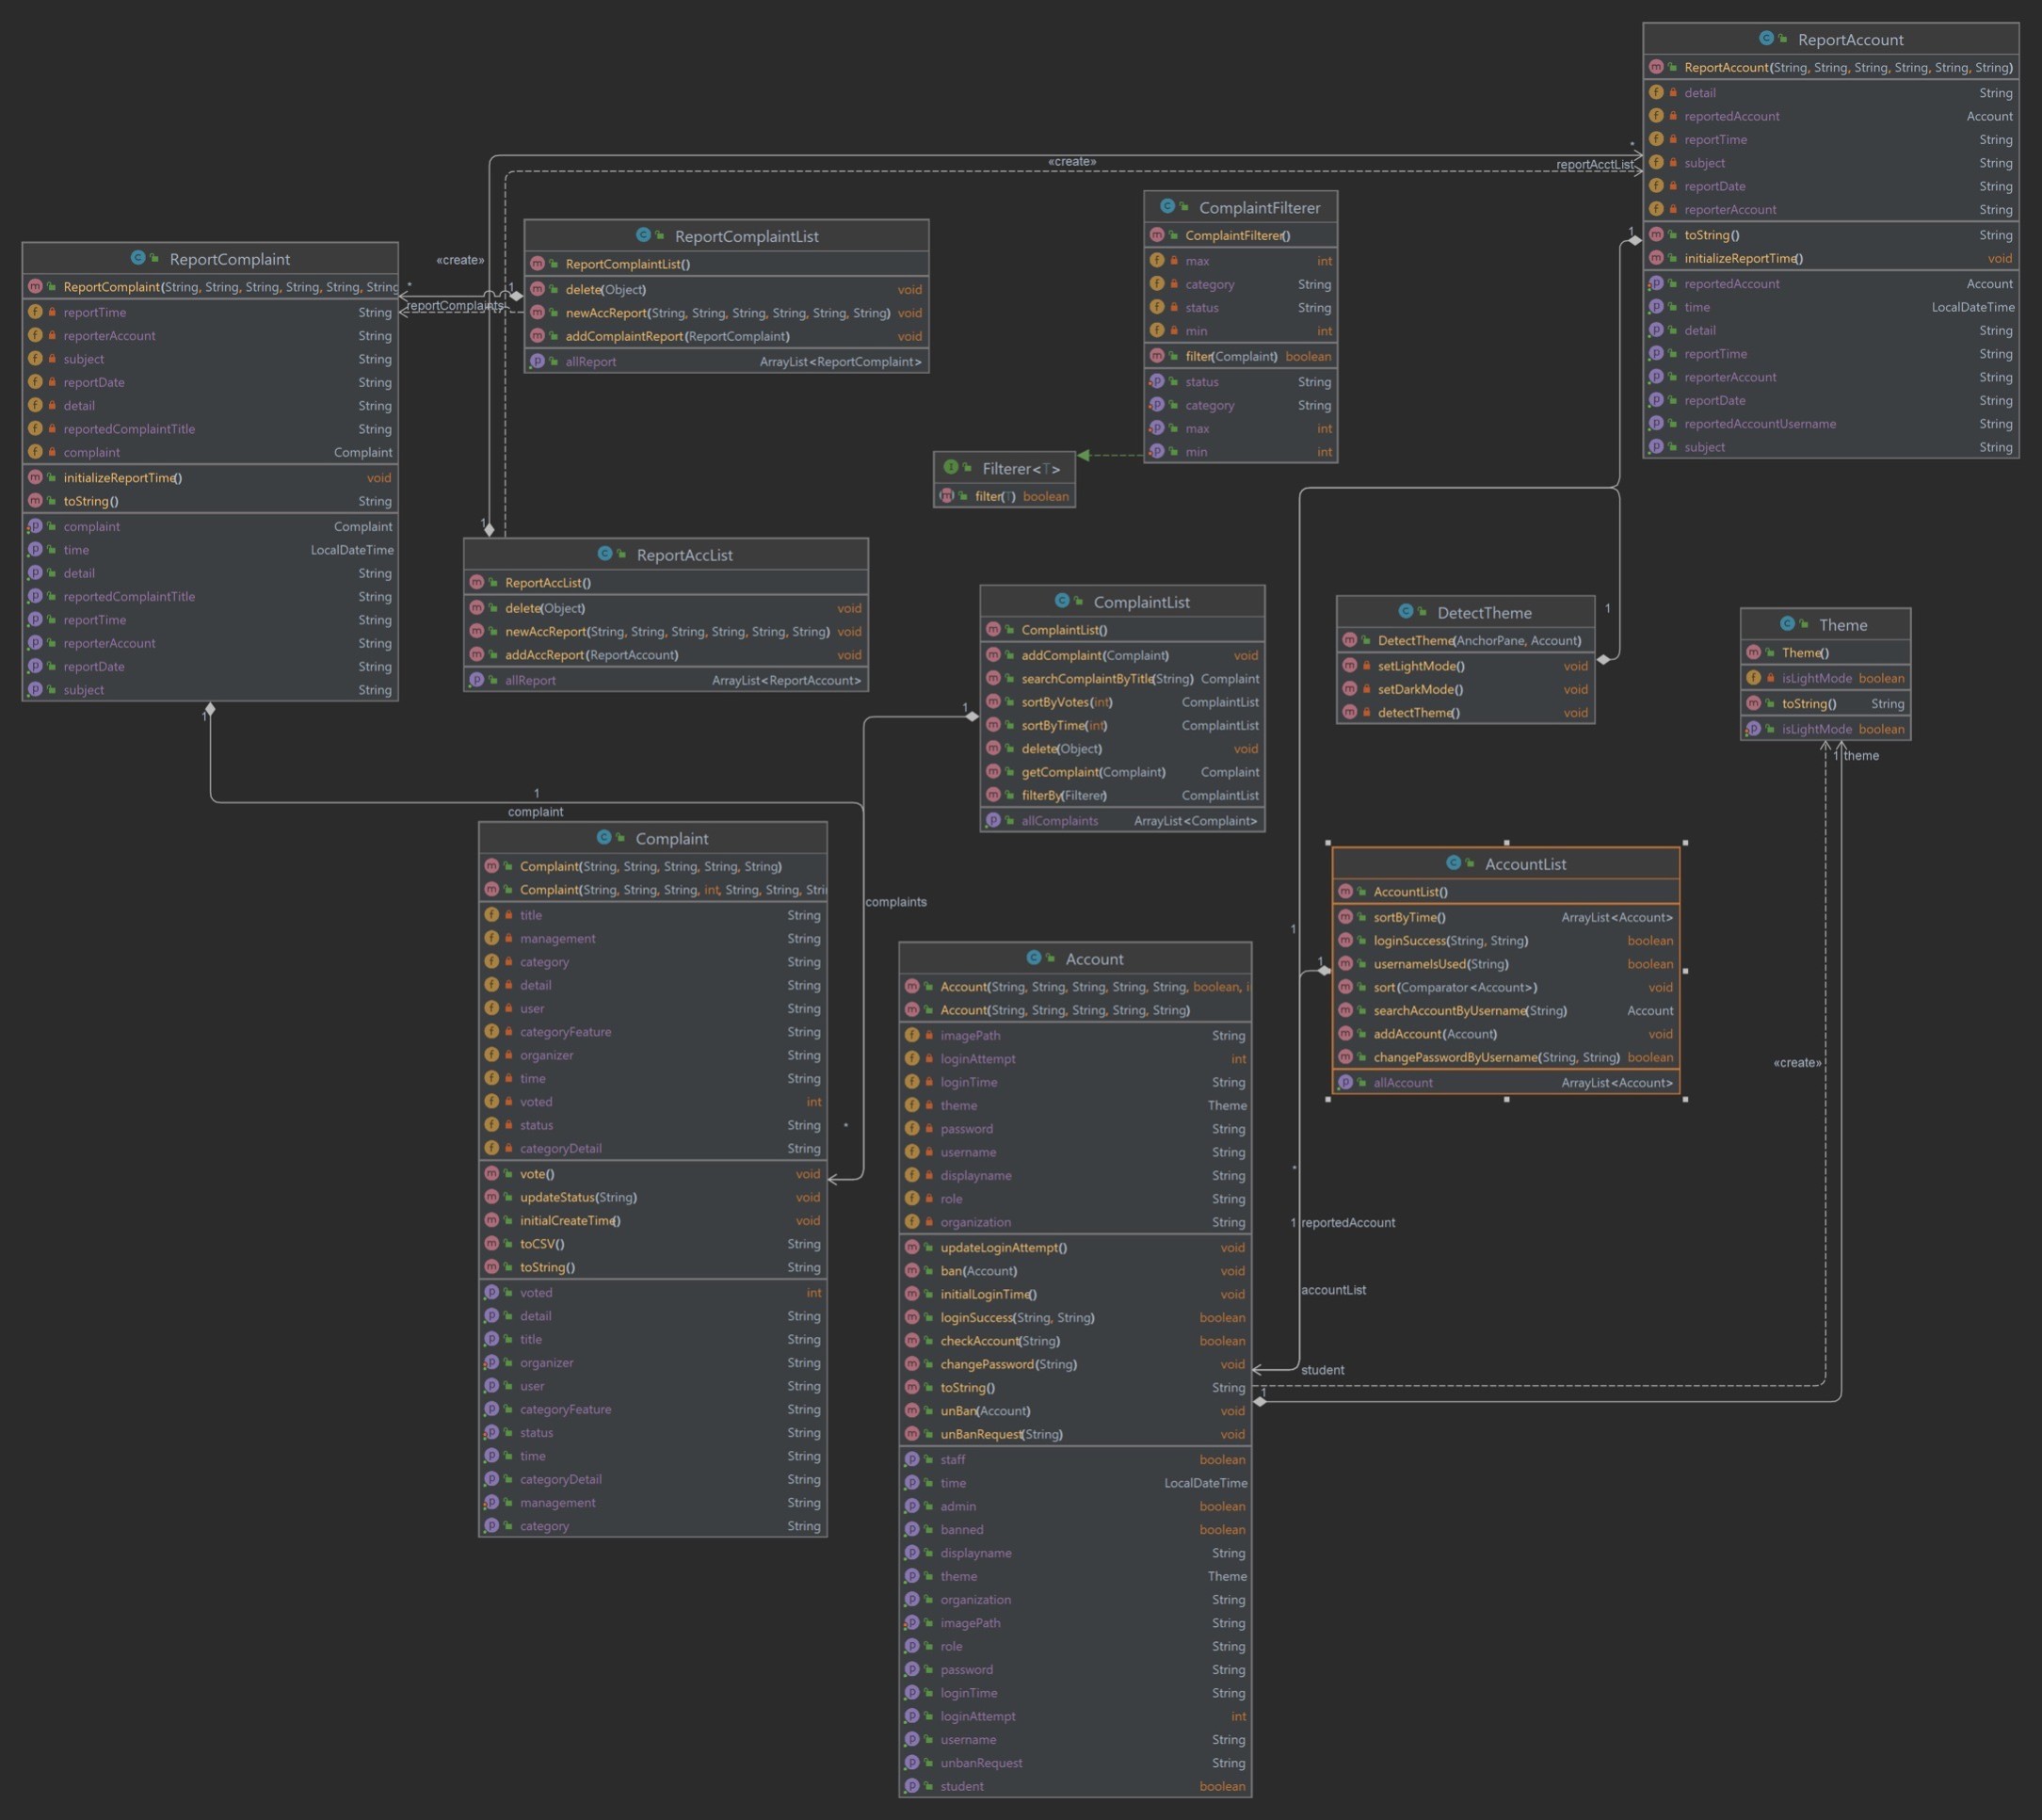 ReportAccount
ReportAccount(String, String, String, String, String, String)
detail String
reportedAccount Account
reportTime String
subject String
reportDate String
reporterAccount String
toString() String
initializeReportTime() void
reportedAccount Account
time LocalDateTime
detail String
reportTime String
reporterAccount String
reportDate String
reportedAccountUsername String
subject String
«create»
*
reportAcctList
1
ComplaintFilterer
ComplaintFilterer()
max int
category String
status String
min int
filter(Complaint) boolean
status String
category String
max int
min int
Filterer<T>
filter(T) boolean
ReportComplaintList
ReportComplaintList()
delete(Object) void
newAccReport(String, String, String, String, String, String) void
addComplaintReport(ReportComplaint) void
allReport ArrayList<ReportComplaint>
«create»
*
1
reportComplaints
ReportComplaint
ReportComplaint(String, String, String, String, String, String
reportTime String
reporterAccount String
subject String
reportDate String
detail String
reportedComplaintTitle String
complaint Complaint
initializeReportTime() void
toString() String
complaint Complaint
time LocalDateTime
detail String
reportedComplaintTitle String
reportTime String
reporterAccount String
reportDate String
subject String
1
1
complaint
1
ReportAccList
ReportAccList()
delete(Object) void
newAccReport(String, String, String, String, String, String) void
addAccReport(ReportAccount) void
allReport ArrayList<ReportAccount>
ComplaintList
ComplaintList()
addComplaint(Complaint) void
searchComplaintByTitle(String) Complaint
sortByVotes(int) ComplaintList
sortByTime(int) ComplaintList
delete(Object) void
getComplaint(Complaint) Complaint
filterBy(Filterer) ComplaintList
allComplaints ArrayList<Complaint>
1
complaints
*
DetectTheme
DetectTheme(AnchorPane, Account)
setLightMode() void
setDarkMode() void
detectTheme() void
1
Theme
Theme()
isLightMode boolean
toString() String
isLightMode boolean
1 theme
Complaint
Complaint(String, String, String, String, String)
Complaint(String, String, String, int, String, String, Stri
title String
management String
category String
detail String
user String
categoryFeature String
organizer String
time String
voted int
status String
categoryDetail String
vote() void
updateStatus(String) void
initialCreateTime() void
toCSV() String
toString() String
voted int
detail String
title String
organizer String
user String
categoryFeature String
status String
time String
categoryDetail String
management String
category String
AccountList
AccountList()
sortByTime() ArrayList<Account>
loginSuccess(String, String) boolean
usernameIsUsed(String) boolean
sort(Comparator<Account>) void
searchAccountByUsername(String) Account
addAccount(Account) void
changePasswordByUsername(String, String) boolean
allAccount ArrayList<Account>
1
1
*
1 reportedAccount
accountList
student
«create»
1
Account
Account(String, String, String, String, String, boolean, i
Account(String, String, String, String, String)
imagePath String
loginAttempt int
loginTime String
theme Theme
password String
username String
displayname String
role String
organization String
updateLoginAttempt() void
ban(Account) void
initialLoginTime() void
loginSuccess(String, String) boolean
checkAccount(String) boolean
changePassword(String) void
toString() String
unBan(Account) void
unBanRequest(String) void
staff boolean
time LocalDateTime
admin boolean
banned boolean
displayname String
theme Theme
organization String
imagePath String
role String
password String
loginTime String
loginAttempt int
username String
unbanRequest String
student boolean